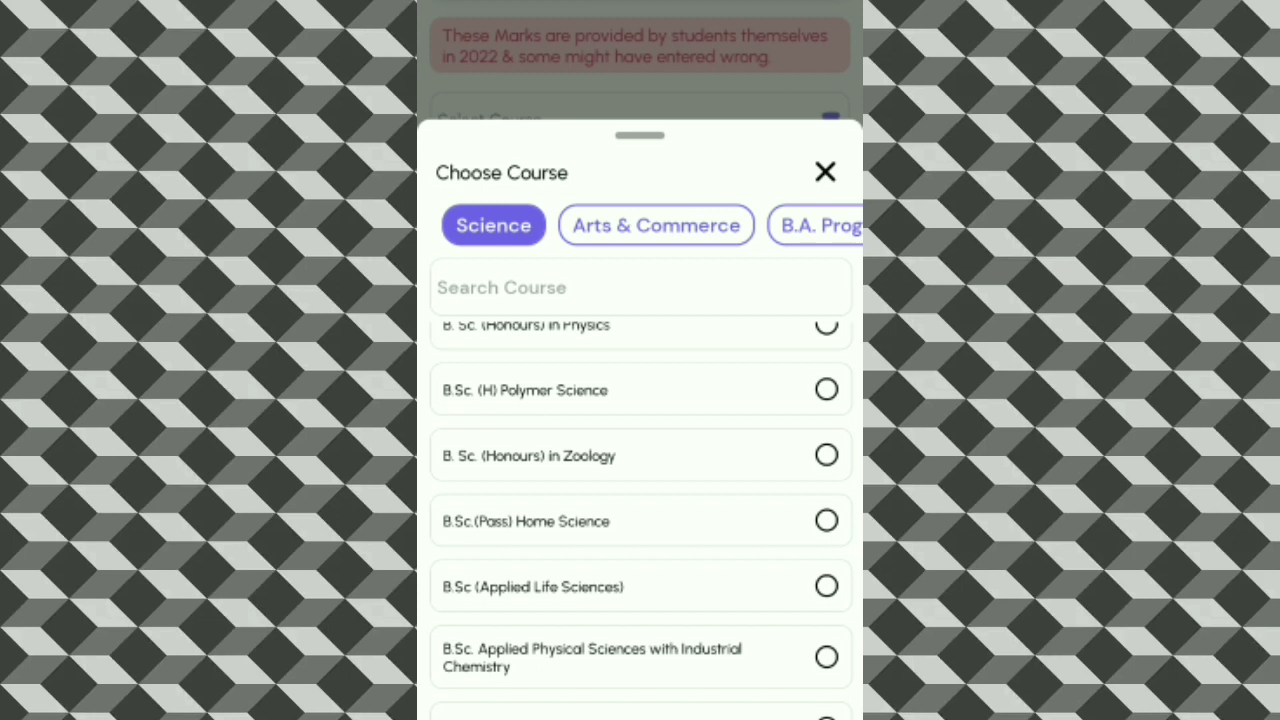 These Marks are provided by students themselves
in 2022 & some might have entered wrong.
Select Course
Choose Course
Science
Arts & Commerce
B.A. Prog
Search Course
B. Sc. (Honours) in Physics
B.Sc. (H) Polymer Science
B. Sc. (Honours) in Zoology
B.Sc.(Pass) Home Science
B.Sc (Applied Life Sciences)
B.Sc. Applied Physical Sciences with Industrial
Chemistry